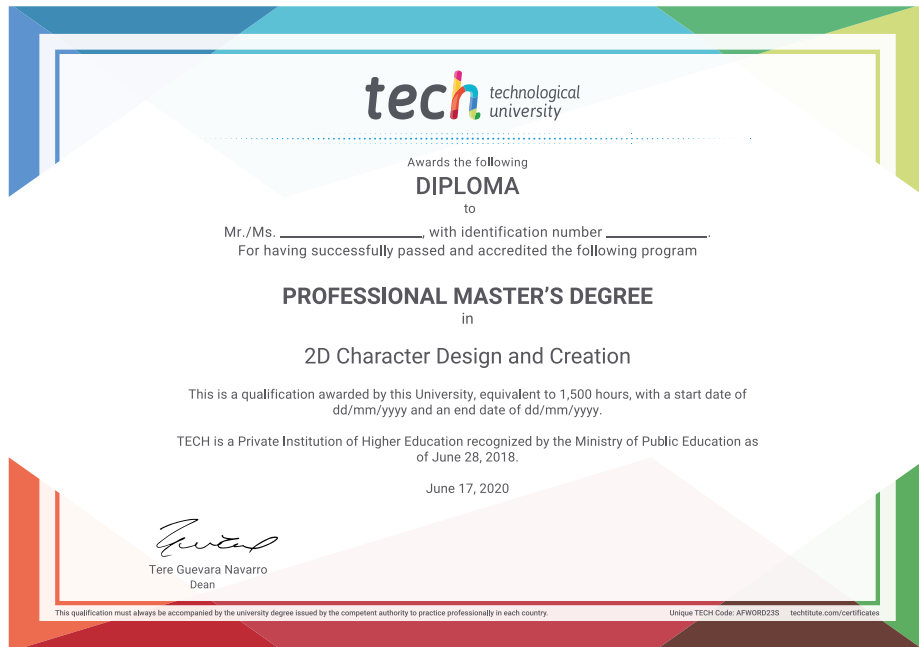 tech technological
university
Awards the following
DIPLOMA
to
Mr./Ms. ____________________, with identification number ______________.
For having successfully passed and accredited the following program
PROFESSIONAL MASTER'S DEGREE
in
2D Character Design and Creation
This is a qualification awarded by this University, equivalent to 1,500 hours, with a start date of
dd/mm/yyyy and an end date of dd/mm/yyyy.
TECH is a Private Institution of Higher Education recognized by the Ministry of Public Education as
of June 28, 2018.
June 17, 2020
Tere Guevara Navarro
Dean
This qualification must always be accompanied by the university degree issued by the competent authority to practice professionally in each country. Unique TECH Code: AFWORD23S techtitute.com/certificates